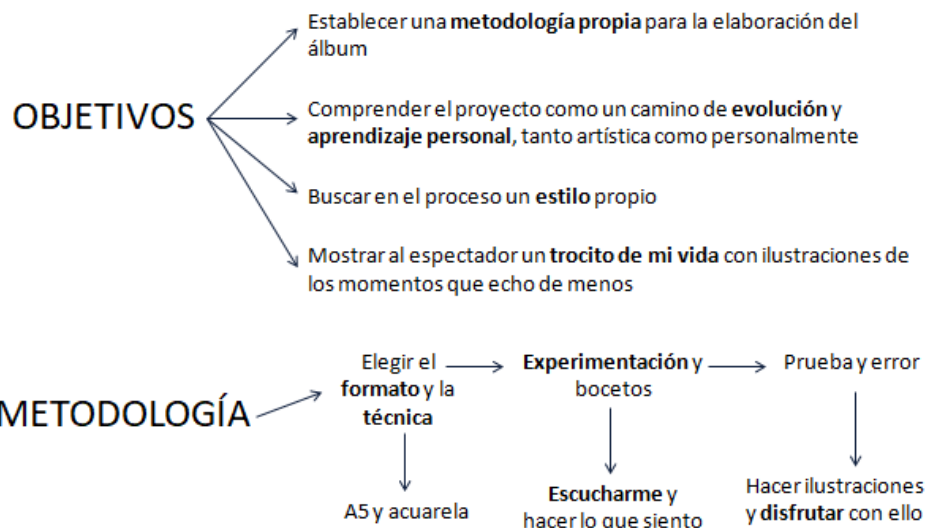 OBJETIVOS
Establecer una metodología propia para la elaboración del
álbum
Comprender el proyecto como un camino de evolución y
aprendizaje personal, tanto artística como personalmente
Buscar en el proceso un estilo propio
Mostrar al espectador un trocito de mi vida con ilustraciones de
los momentos que echo de menos
METODOLOGÍA
Elegir el
formato y la
técnica
A5 y acuarela
Experimentación y
bocetos
Escucharme y
hacer lo que siento
Prueba y error
Hacer ilustraciones
y disfrutar con ello